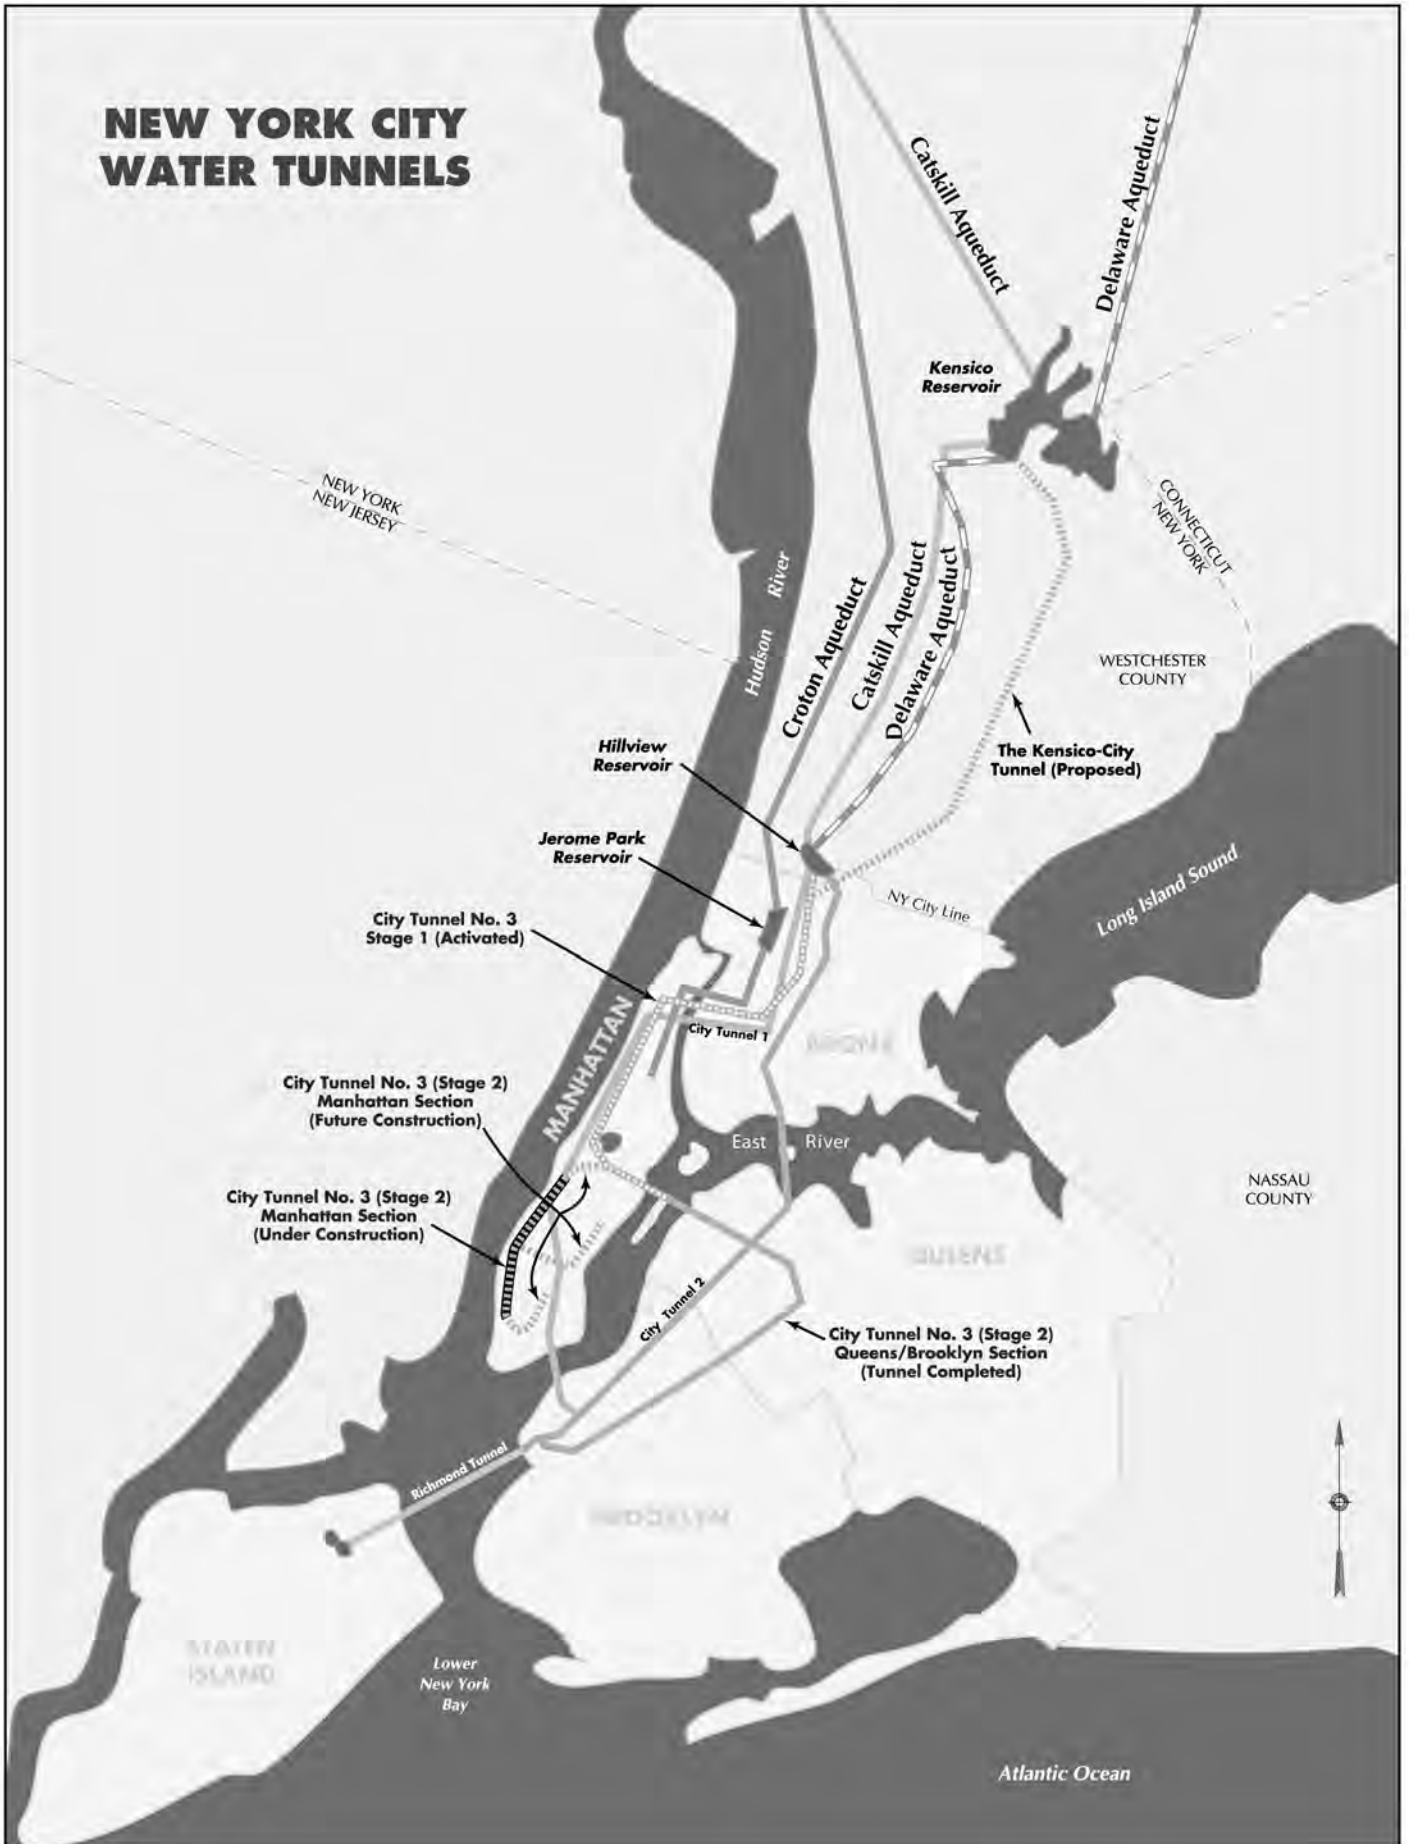 NEW YORK CITY
WATER TUNNELS
Catskill Aqueduct
Delaware Aqueduct
Kensico
Reservoir
NEW YORK
NEW JERSEY
CONNECTICUT
NEW YORK
Hudson River
Croton Aqueduct
Catskill Aqueduct
Delaware Aqueduct
WESTCHESTER
COUNTY
The Kensico-City
Tunnel (Proposed)
Hillview
Reservoir
Jerome Park
Reservoir
NY City Line
Long Island Sound
City Tunnel No. 3
Stage 1 (Activated)
MANHATTAN
City Tunnel 1
BRONX
City Tunnel No. 3 (Stage 2)
Manhattan Section
(Future Construction)
East River
City Tunnel No. 3 (Stage 2)
Manhattan Section
(Under Construction)
NASSAU
COUNTY
QUEENS
City Tunnel 2
City Tunnel No. 3 (Stage 2)
Queens/Brooklyn Section
(Tunnel Completed)
Richmond Tunnel
BROOKLYN
STATEN
ISLAND
Lower
New York
Bay
Atlantic Ocean